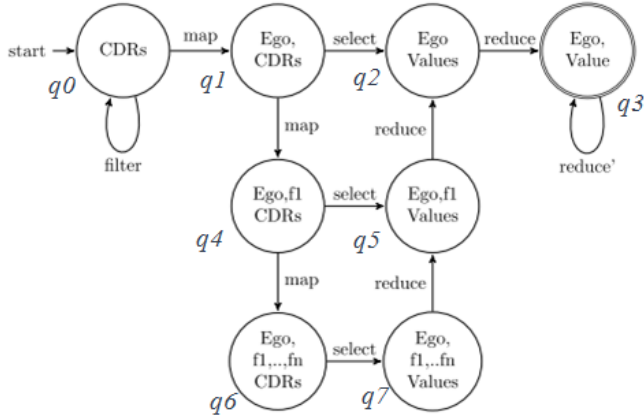 start
CDRs
map
Ego,
CDRs
select
Ego
Values
reduce
Ego,
Value
q0
q1
q2
q3
filter
map
reduce
reduce'
Ego,f1
CDRs
select
Ego,f1
Values
q4
q5
map
reduce
Ego,
f1,..,fn
CDRs
select
Ego,
f1,..fn
Values
q6
q7